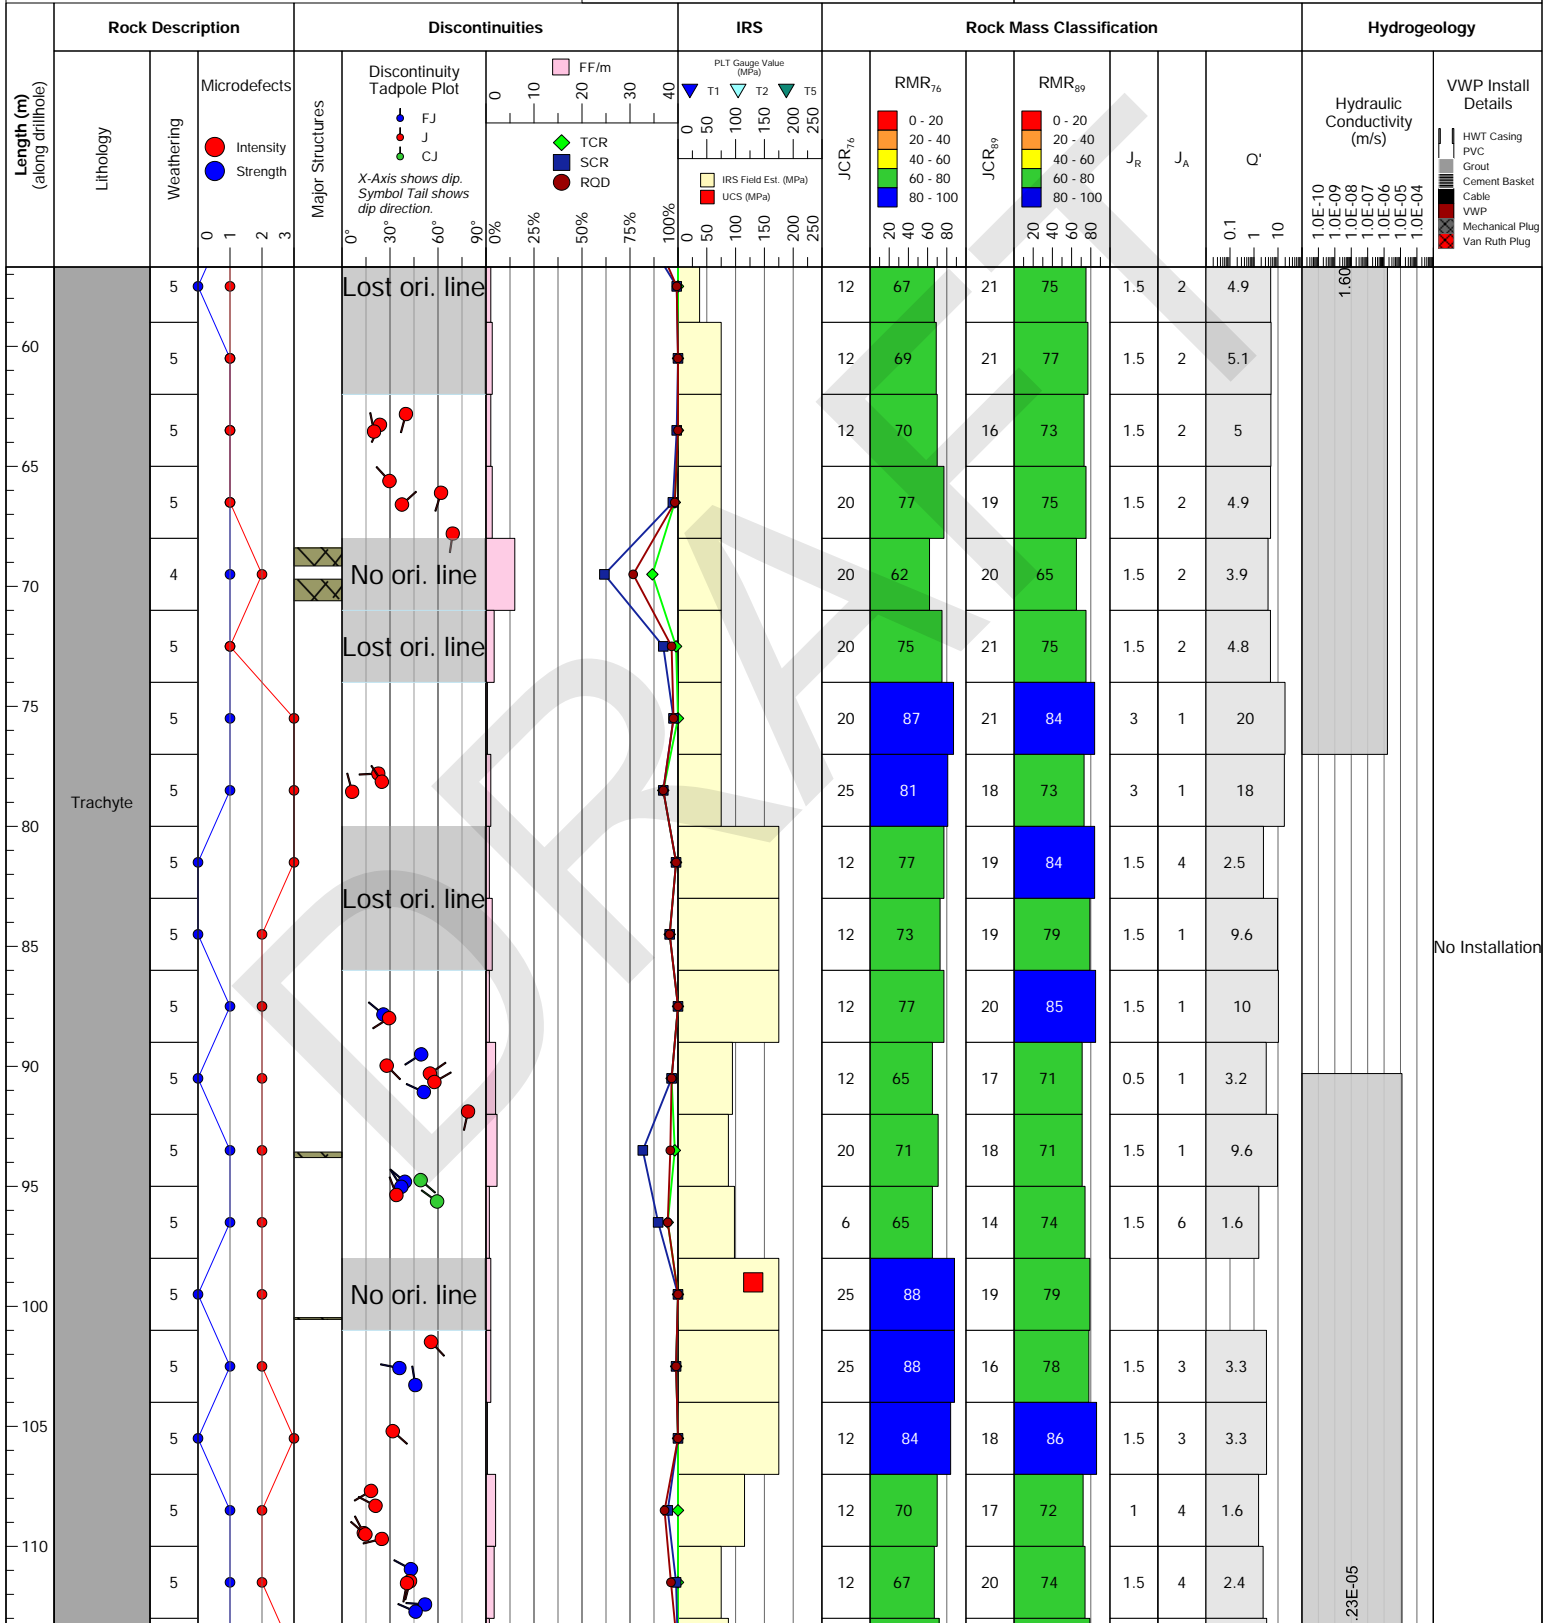 Rock Description
Discontinuities
IRS
Rock Mass Classification
Hydrogeology
Length (m)
(along drillhole)
Lithology
Weathering
Microdefects
Intensity
Strength
0 1 2 3
Major Structures
Discontinuity
Tadpole Plot
FJ
J
CJ
X-Axis shows dip.
Symbol Tail shows
dip direction.
0° 30° 60° 90°
FF/m
0 10 20 30 40
TCR
SCR
RQD
0% 25% 50% 75% 100%
PLT Gauge Value
(MPa)
T1 T2 T5
0 50 100 150 200 250
IRS Field Est. (MPa)
UCS (MPa)
0 50 100 150 200 250
JCR76
RMR76
0 - 20
20 - 40
40 - 60
60 - 80
80 - 100
20 40 60 80
JCR89
RMR89
0 - 20
20 - 40
40 - 60
60 - 80
80 - 100
20 40 60 80
JR
JA
Q'
0.1 1 10
Hydraulic
Conductivity
(m/s)
1.0E-10 1.0E-09 1.0E-08 1.0E-07 1.0E-06 1.0E-05 1.0E-04
VWP Install
Details
HWT Casing
PVC
Grout
Cement Basket
Cable
VWP
Mechanical Plug
Van Ruth Plug
5 Lost ori. line 12 67 21 75 1.5 2 4.9 1.60
60 5 12 69 21 77 1.5 2 5.1
5 12 70 16 73 1.5 2 5
65
5 20 77 19 75 1.5 2 4.9
4 No ori. line 20 62 20 65 1.5 2 3.9
70
5 Lost ori. line 20 75 21 75 1.5 2 4.8
75 5 20 87 21 84 3 1 20
Trachyte 5 25 81 18 73 3 1 18
80
5 12 77 19 84 1.5 4 2.5
Lost ori. line
85 5 12 73 19 79 1.5 1 9.6 No Installation
5 12 77 20 85 1.5 1 10
90 5 12 65 17 71 0.5 1 3.2
5 20 71 18 71 1.5 1 9.6
95
5 6 65 14 74 1.5 6 1.6
5 No ori. line 25 88 19 79
100
5 25 88 16 78 1.5 3 3.3
105 5 12 84 18 86 1.5 3 3.3
5 12 70 17 72 1 4 1.6
110
5 12 67 20 74 1.5 4 2.4 .23E-05
DRAFT